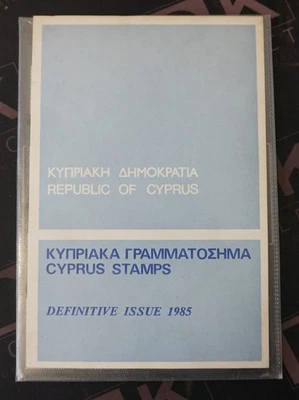 ΚΥΠΡΙΑΚΗ ΔΗΜΟΚΡΑΤΙΑ
REPUBLIC OF CYPRUS
ΚΥΠΡΙΑΚΑ ΓΡΑΜΜΑΤΟΣΗΜΑ
CYPRUS STAMPS
DEFINITIVE ISSUE 1985